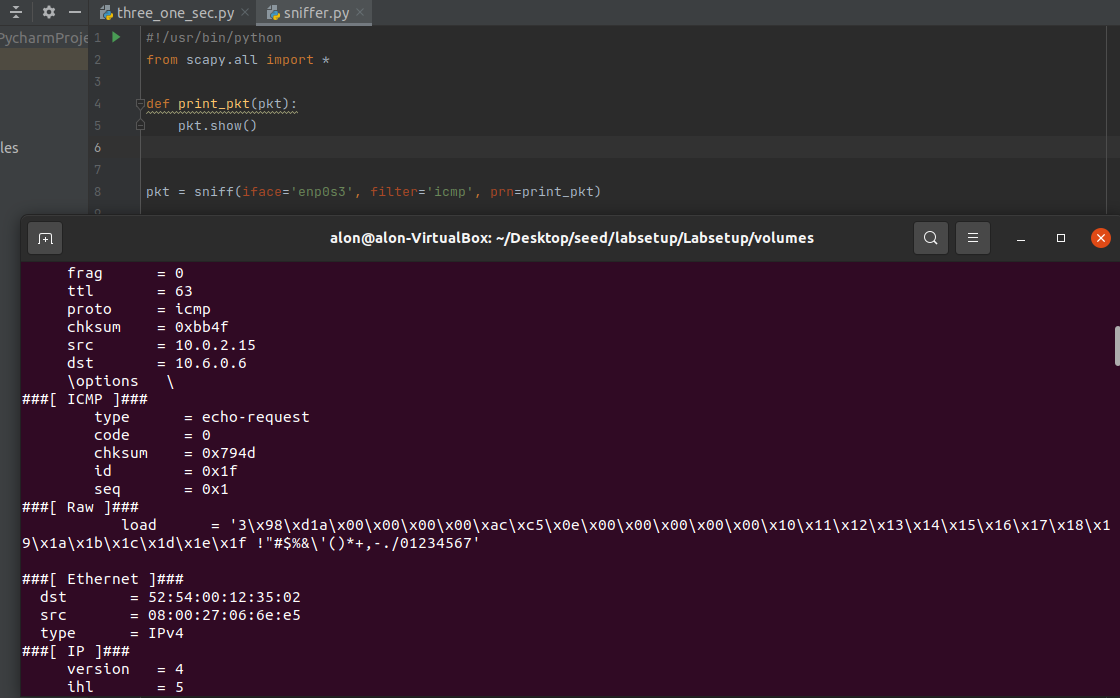 three_one_sec.py
sniffer.py
PycharmProje
les
1 #!/usr/bin/python
2 from scapy.all import *
3
4 def print_pkt(pkt):
5     pkt.show()
6
7
8 pkt = sniff(iface='enp0s3', filter='icmp', prn=print_pkt)
9
alon@alon-VirtualBox: ~/Desktop/seed/labsetup/Labsetup/volumes
     frag      = 0
     ttl       = 63
     proto     = icmp
     chksum    = 0xbb4f
     src       = 10.0.2.15
     dst       = 10.6.0.6
     \options   \
###[ ICMP ]###
        type      = echo-request
        code      = 0
        chksum    = 0x794d
        id        = 0x1f
        seq       = 0x1
###[ Raw ]###
           load      = '3\x98\xd1a\x00\x00\x00\x00\xac\xc5\x0e\x00\x00\x00\x00\x00\x10\x11\x12\x13\x14\x15\x16\x17\x18\x1
9\x1a\x1b\x1c\x1d\x1e\x1f !"#$%&\'()*+,-./01234567'
###[ Ethernet ]###
  dst       = 52:54:00:12:35:02
  src       = 08:00:27:06:6e:e5
  type      = IPv4
###[ IP ]###
     version   = 4
     ihl       = 5